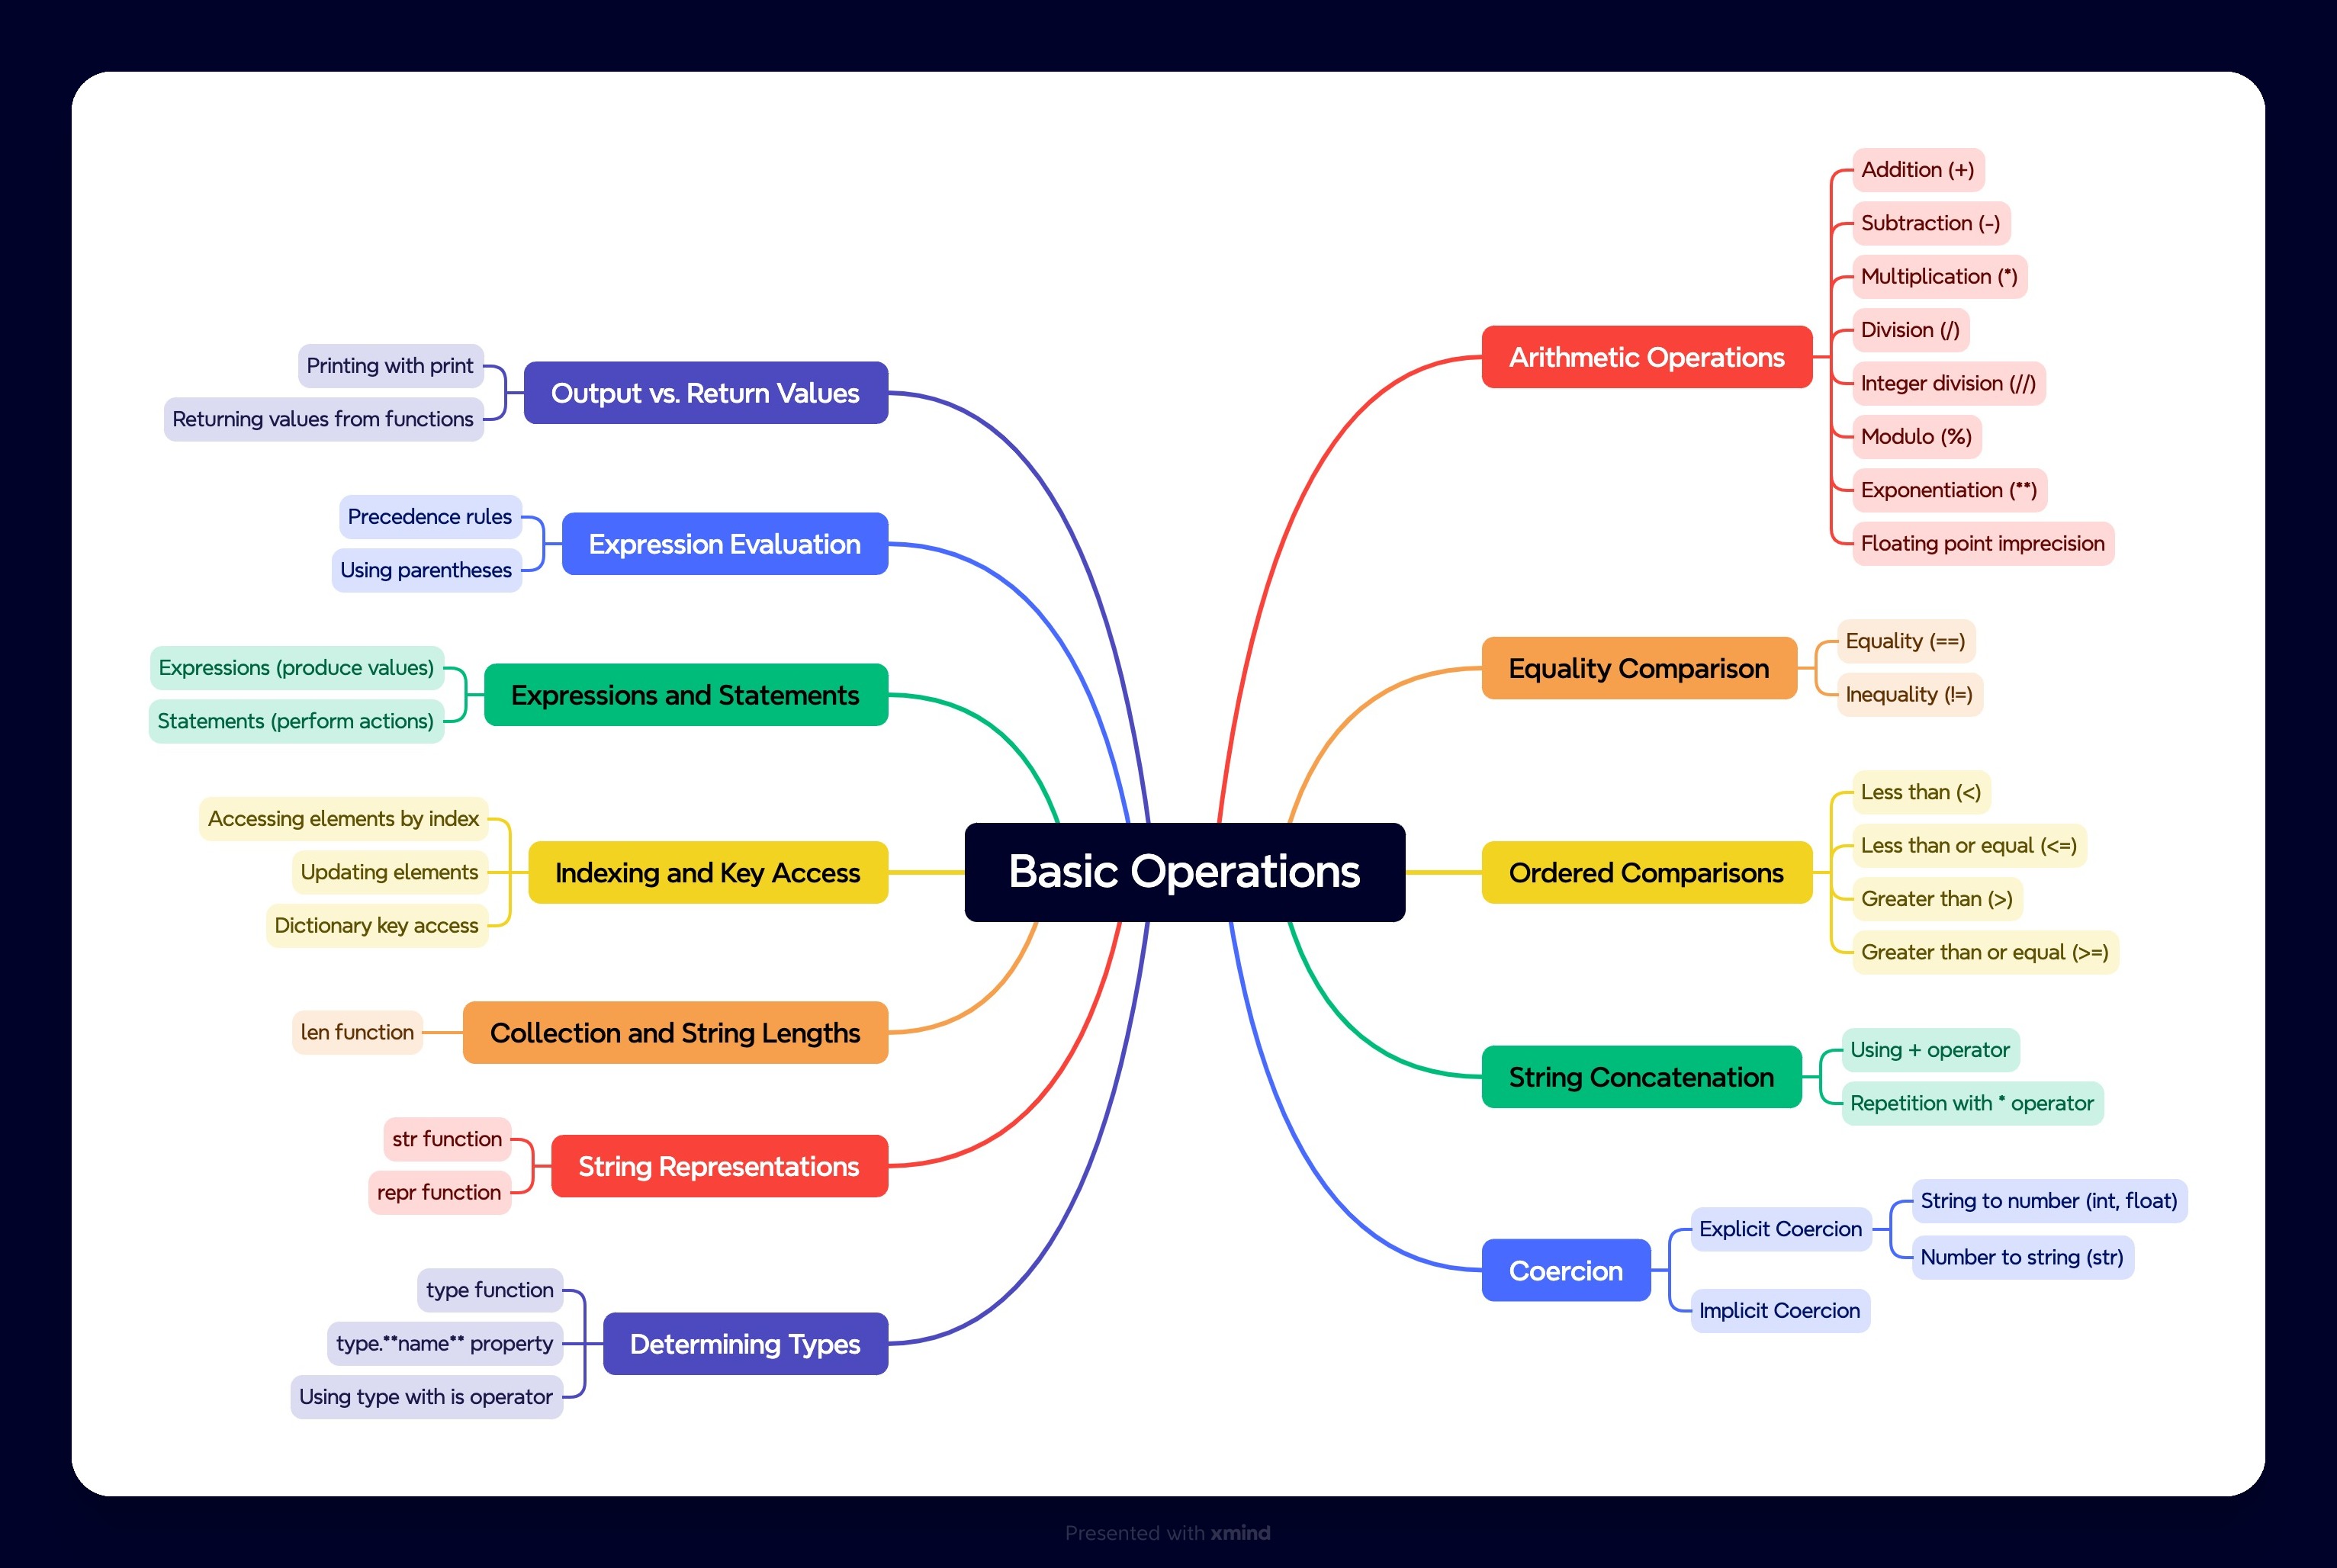 Basic Operations
Arithmetic Operations
Addition (+)
Subtraction (-)
Multiplication (*)
Division (/)
Integer division (//)
Modulo (%)
Exponentiation (**)
Floating point imprecision
Equality Comparison
Equality (==)
Inequality (!=)
Ordered Comparisons
Less than (<)
Less than or equal (<=)
Greater than (>)
Greater than or equal (>=)
String Concatenation
Using + operator
Repetition with * operator
Coercion
Explicit Coercion
String to number (int, float)
Number to string (str)
Implicit Coercion
Output vs. Return Values
Printing with print
Returning values from functions
Expression Evaluation
Precedence rules
Using parentheses
Expressions and Statements
Expressions (produce values)
Statements (perform actions)
Indexing and Key Access
Accessing elements by index
Updating elements
Dictionary key access
Collection and String Lengths
len function
String Representations
str function
repr function
Determining Types
type function
type.**name** property
Using type with is operator
Presented with xmind